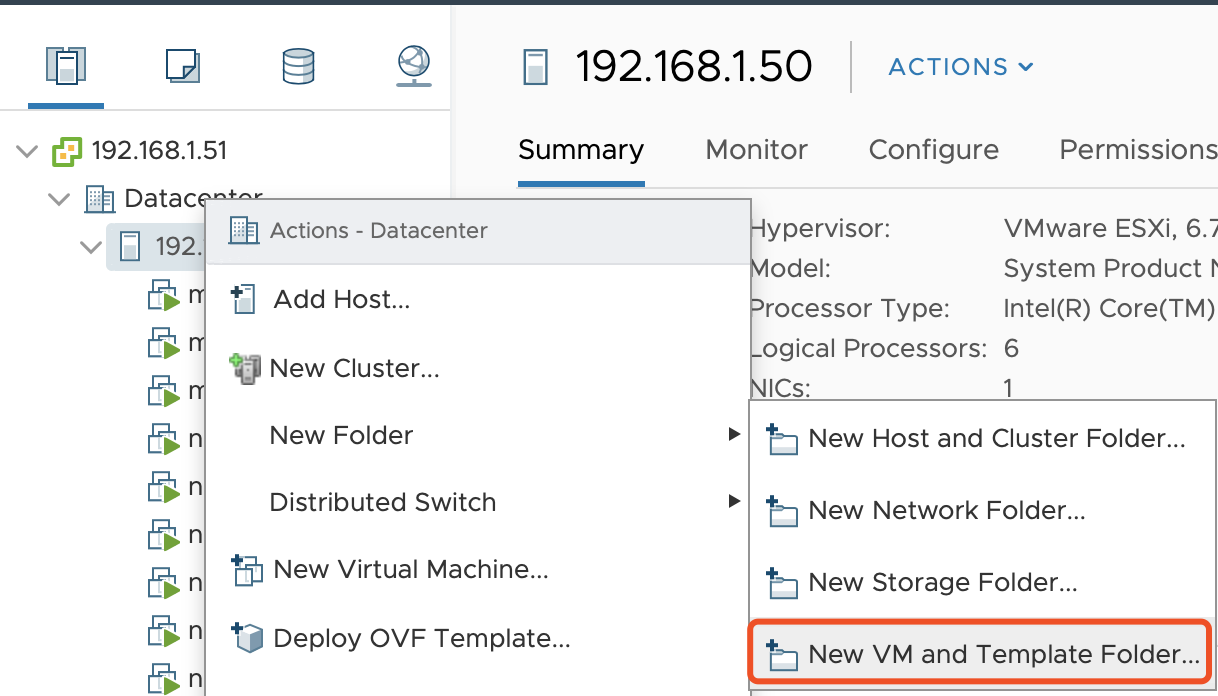 192.168.1.50
ACTIONS
192.168.1.51
Summary
Monitor
Configure
Permissions
Datacenter
192.
Actions - Datacenter
Hypervisor:
VMware ESXi, 6.7
Model:
System Product
Add Host...
Processor Type:
Intel(R) Core(TM)
New Cluster...
Logical Processors:
6
NICs:
1
New Folder
New Host and Cluster Folder...
Distributed Switch
New Network Folder...
New Virtual Machine...
New Storage Folder...
Deploy OVF Template...
New VM and Template Folder...